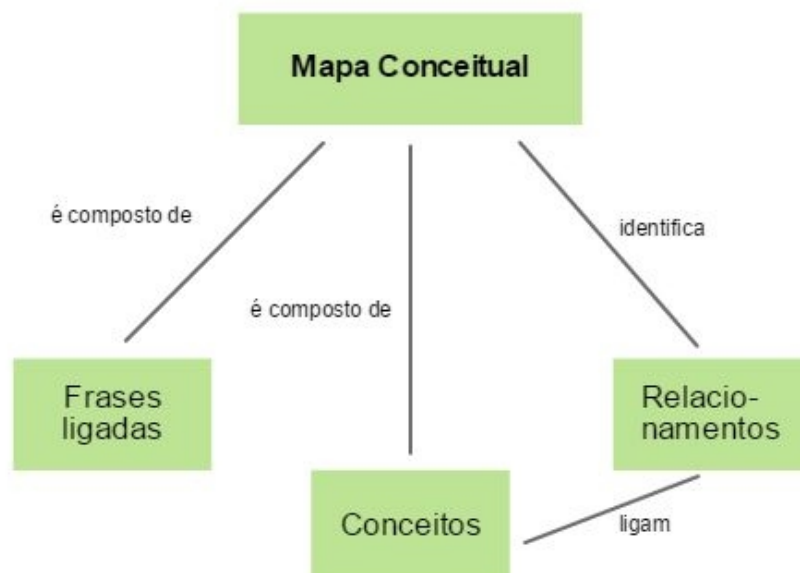 Mapa Conceitual
é composto de
identifica
é composto de
Frases
ligadas
Relacio-
namentos
Conceitos
ligam